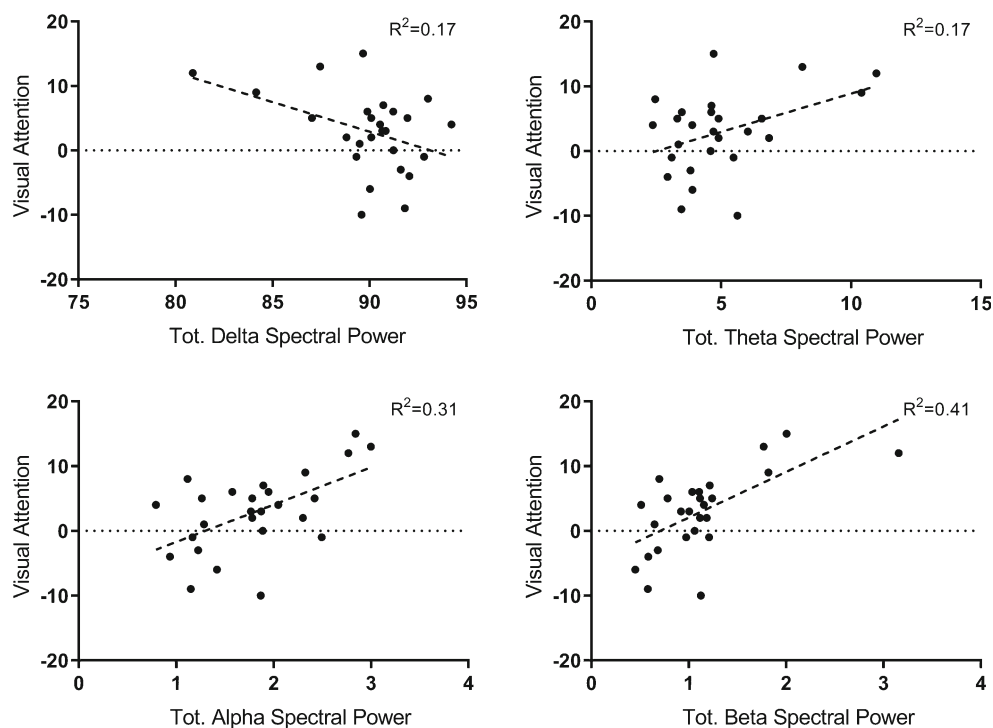 R²=0.17
20
10
0
-10
-20
Visual Attention
75 80 85 90 95
Tot. Delta Spectral Power
R²=0.17
20
10
0
-10
-20
Visual Attention
0 5 10 15
Tot. Theta Spectral Power
R²=0.31
20
10
0
-10
-20
Visual Attention
0 1 2 3 4
Tot. Alpha Spectral Power
R²=0.41
20
10
0
-10
-20
Visual Attention
0 1 2 3 4
Tot. Beta Spectral Power